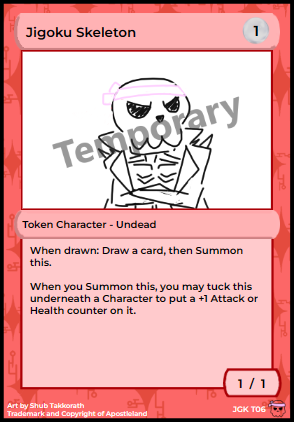 Jigoku Skeleton
1
Temporary
Token Character - Undead
When drawn: Draw a card, then Summon
this.
When you Summon this, you may tuck this
underneath a Character to put a +1 Attack or
Health counter on it.
1 / 1
Art by Shub Takkorath
Trademark and Copyright of Apostleland
JGK T06